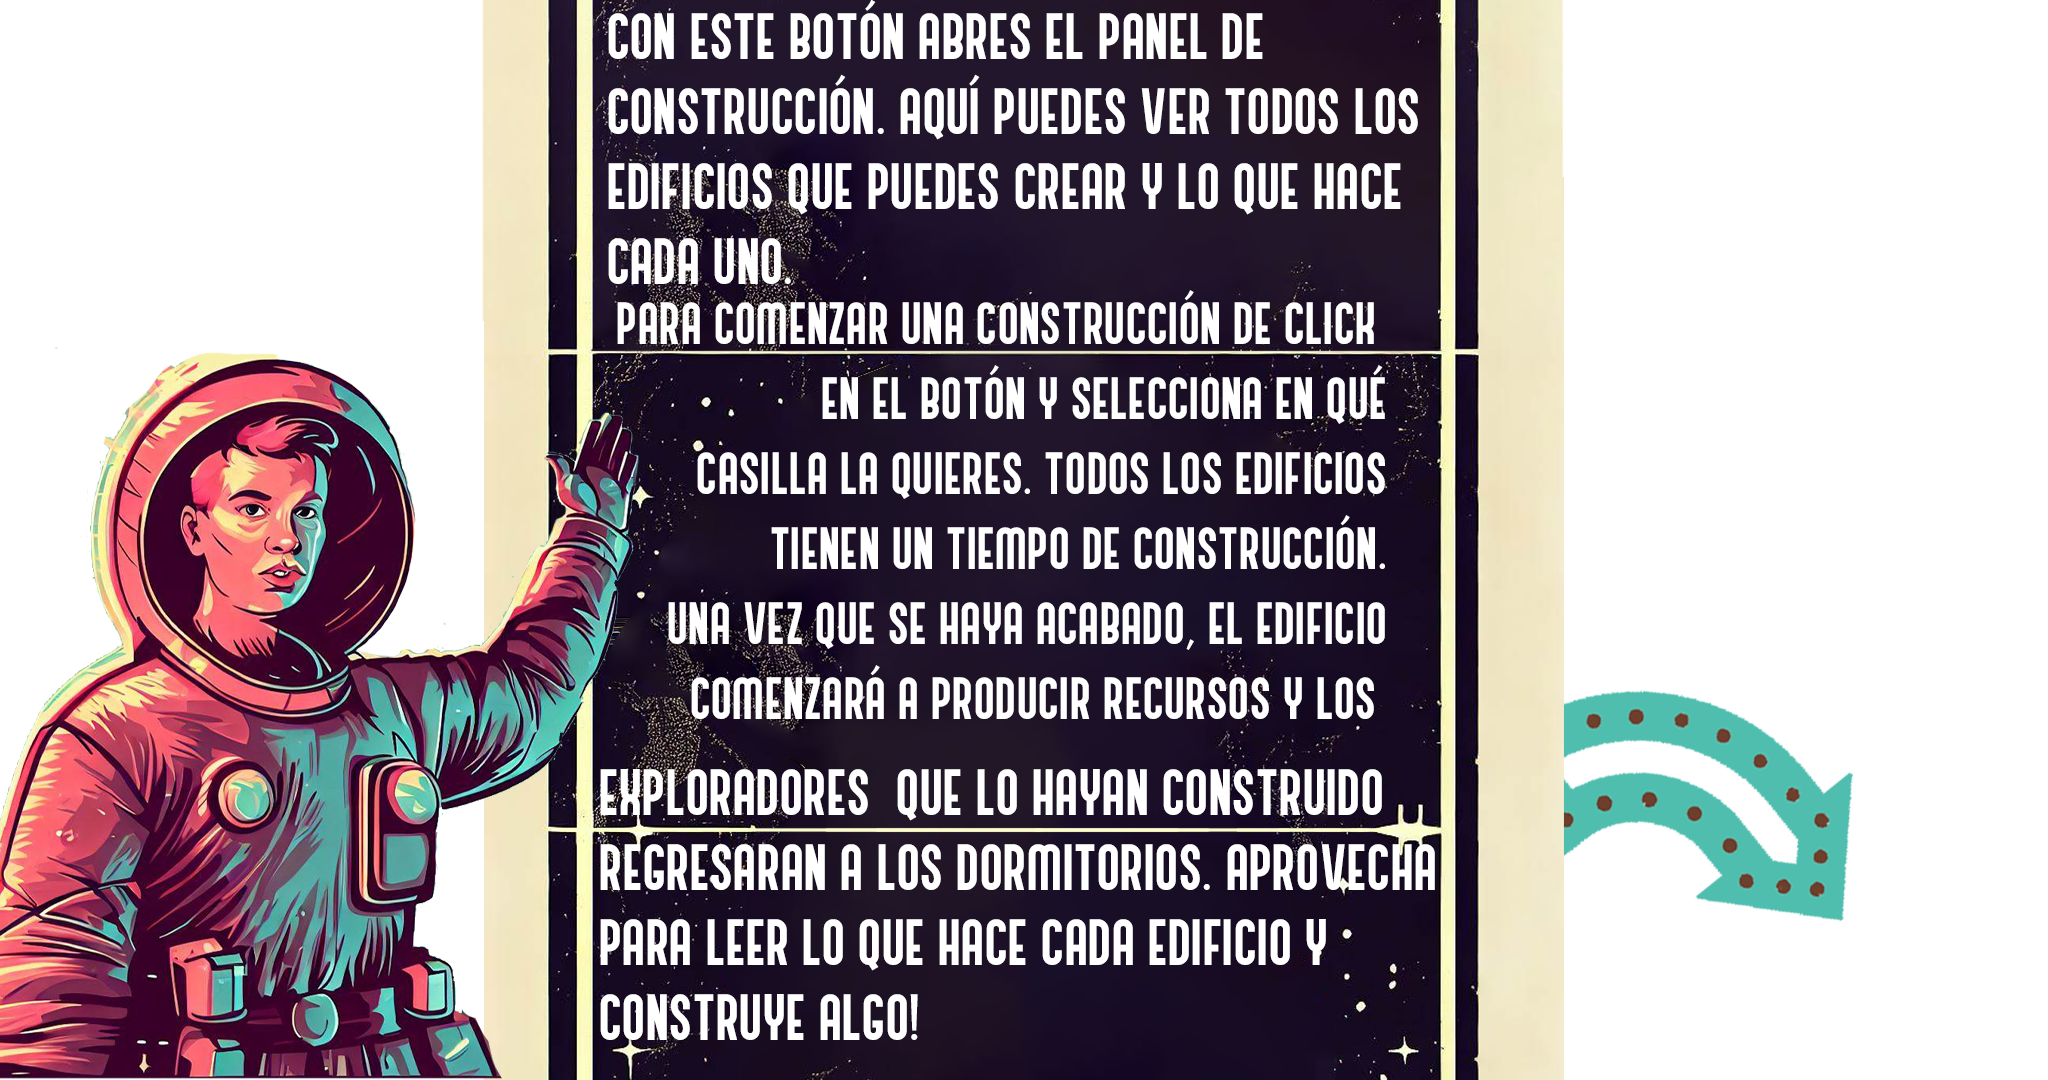 CON ESTE BOTÓN ABRES EL PANEL DE
CONSTRUCCIÓN. AQUÍ PUEDES VER TODOS LOS
EDIFICIOS QUE PUEDES CREAR Y LO QUE HACE
CADA UNO.
PARA COMENZAR UNA CONSTRUCCIÓN DE CLICK
EN EL BOTÓN Y SELECCIONA EN QUÉ
CASILLA LA QUIERES. TODOS LOS EDIFICIOS
TIENEN UN TIEMPO DE CONSTRUCCIÓN.
UNA VEZ QUE SE HAYA ACABADO, EL EDIFICIO
COMENZARÁ A PRODUCIR RECURSOS Y LOS
EXPLORADORES QUE LO HAYAN CONSTRUIDO
REGRESARAN A LOS DORMITORIOS. APROVECHA
PARA LEER LO QUE HACE CADA EDIFICIO Y
CONSTRUYE ALGO!